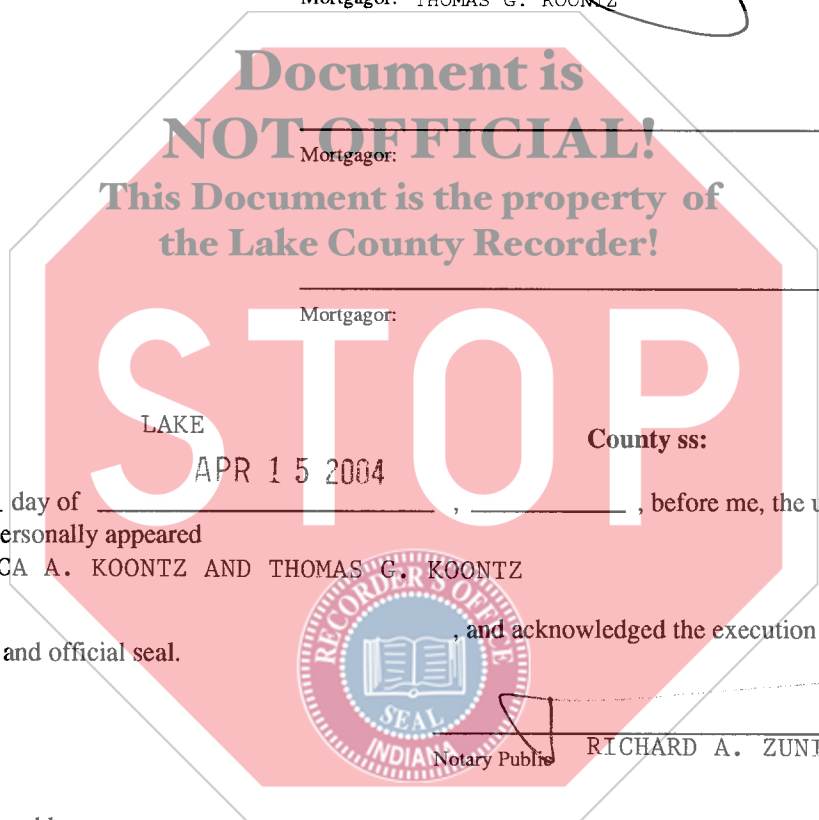 Mortgagor: THOMAS G. KOONTZ
Document is
NOT OFFICIAL!
Mortgagor:
This Document is the property of
the Lake County Recorder!
Mortgagor:
STOP
LAKE
County ss:
APR 15 2004
day of , , before me, the u
ersonally appeared
CA A. KOONTZ AND THOMAS G. KOONTZ
RECORDER'S OFFICE
, and acknowledged the execution
and official seal.
SEAL
INDIANA
Notary Public RICHARD A. ZUNI